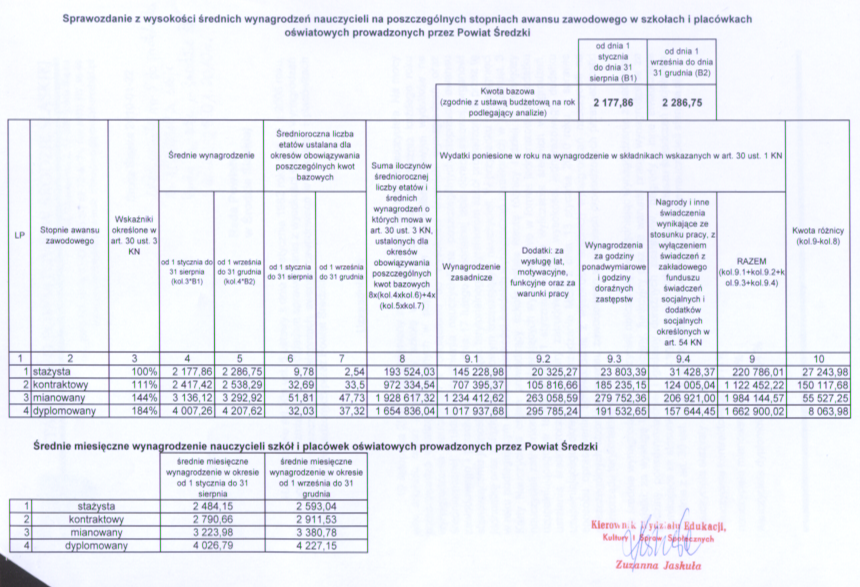 Sprawozdanie z wysokości średnich wynagrodzeń nauczycieli na poszczególnych stopniach awansu zawodowego w szkołach i placówkach
oświatowych prowadzonych przez Powiat Średzki
od dnia 1 stycznia do dnia 31 sierpnia (B1)
od dnia 1 września do dnia 31 grudnia (B2)
Kwota bazowa (zgodnie z ustawą budżetową na rok podlegający analizie) 2 177,86 2 286,75
LP
Stopnie awansu zawodowego
Wskaźniki określone w art. 30 ust. 3 KN
Średnie wynagrodzenie
od 1 stycznia do 31 sierpnia (kol.3*B1)
od 1 września do 31 grudnia (kol.4*B2)
Średnioroczna liczba etatów ustalana dla okresów obowiązywania poszczególnych kwot bazowych
od 1 stycznia do 31 sierpnia
od 1 września do 31 grudnia
Suma iloczynów średniorocznej liczby etatów i średnich wynagrodzeń o których mowa w art. 30 ust. 3 KN, ustalonych dla okresów obowiązywania poszczególnych kwot bazowych 8x(kol.4xkol.6)+4x(kol.5xkol.7)
Wydatki poniesione w roku na wynagrodzenie w składnikach wskazanych w art. 30 ust. 1 KN
Wynagrodzenie zasadnicze
Dodatki: za wysługę lat, motywacyjne, funkcyjne oraz za warunki pracy
Wynagrodzenia za godziny ponadwymiarowe i godziny doraźnych zastępstw
Nagrody i inne świadczenia wynikające ze stosunku pracy, z wyłączeniem świadczeń z zakładowego funduszu świadczeń socjalnych i dodatków socjalnych określonych w art. 54 KN
RAZEM (kol.9.1+kol.9.2+kol.9.3+kol.9.4)
Kwota różnicy (kol.9-kol.8)
1 2 3 4 5 6 7 8 9.1 9.2 9.3 9.4 9 10
1 stażysta 100% 2 177,86 2 286,75 9,78 2,54 193 524,03 145 228,98 20 325,27 23 803,39 31 428,37 220 786,01 27 243,98
2 kontraktowy 111% 2 417,42 2 538,29 32,69 33,5 972 334,54 707 395,37 105 816,66 185 235,15 124 005,04 1 122 452,22 150 117,68
3 mianowany 144% 3 136,12 3 292,92 51,81 47,73 1 928 617,32 1 234 412,62 263 058,59 279 752,36 206 921,00 1 984 144,57 55 527,25
4 dyplomowany 184% 4 007,26 4 207,62 32,03 37,32 1 654 836,04 1 017 937,68 295 785,24 191 532,65 157 644,45 1 662 900,02 8 063,98
Średnie miesięczne wynagrodzenie nauczycieli szkół i placówek oświatowych prowadzonych przez Powiat Średzki
średnie miesięczne wynagrodzenie w okresie od 1 stycznia do 31 sierpnia
średnie miesięczne wynagrodzenie w okresie od 1 września do 31 grudnia
1 stażysta 2 484,15 2 593,04
2 kontraktowy 2 790,66 2 911,53
3 mianowany 3 223,98 3 380,78
4 dyplomowany 4 026,79 4 227,15
Kierownik Wydziału Edukacji,
Kultury i Spraw Społecznych
Zuzanna Jaskuła